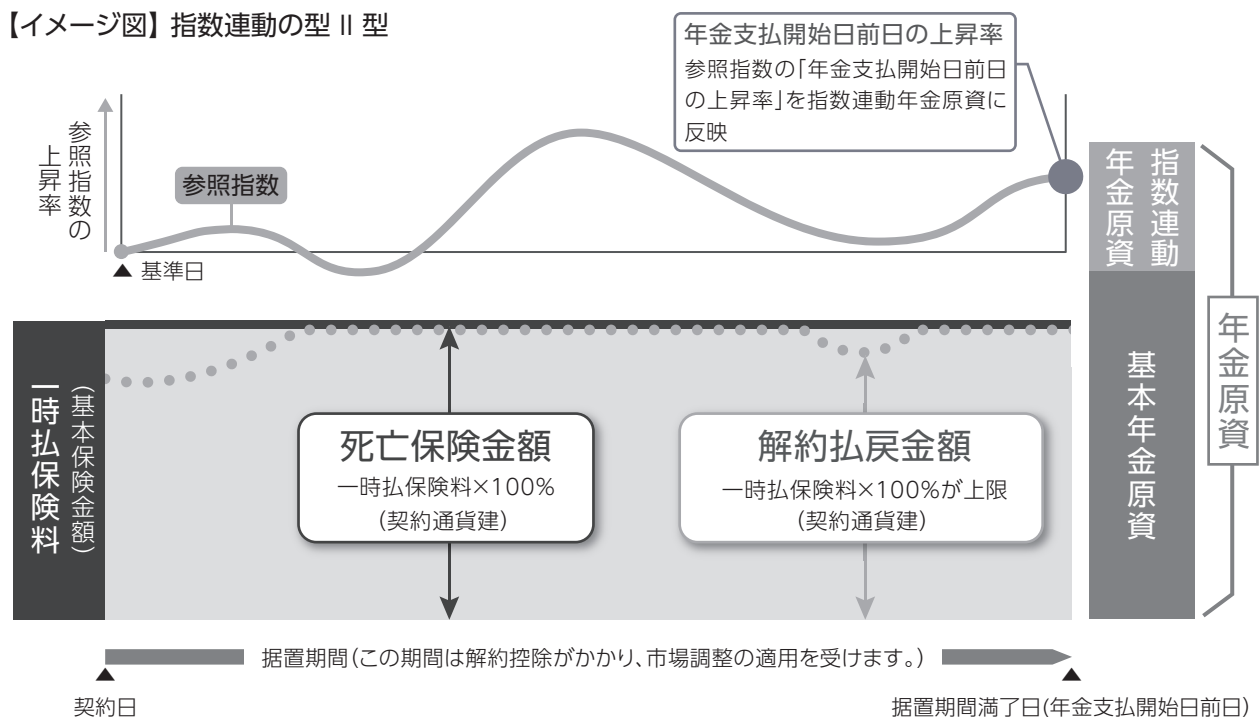 【イメージ図】 指数連動の型 Ⅱ 型
年金支払開始日前日の上昇率
参照指数の「年金支払開始日前日
の上昇率」を指数連動年金原資に
反映
参照指数の
上昇率
参照指数
▲ 基準日
指数連動
年金原資
一時払保険料
(基本保険金額)
死亡保険金額
一時払保険料×100%
(契約通貨建)
解約払戻金額
一時払保険料×100%が上限
(契約通貨建)
基本年金原資
年金原資
据置期間(この期間は解約控除がかかり、市場調整の適用を受けます。)
▲
契約日
▲
据置期間満了日(年金支払開始日前日)